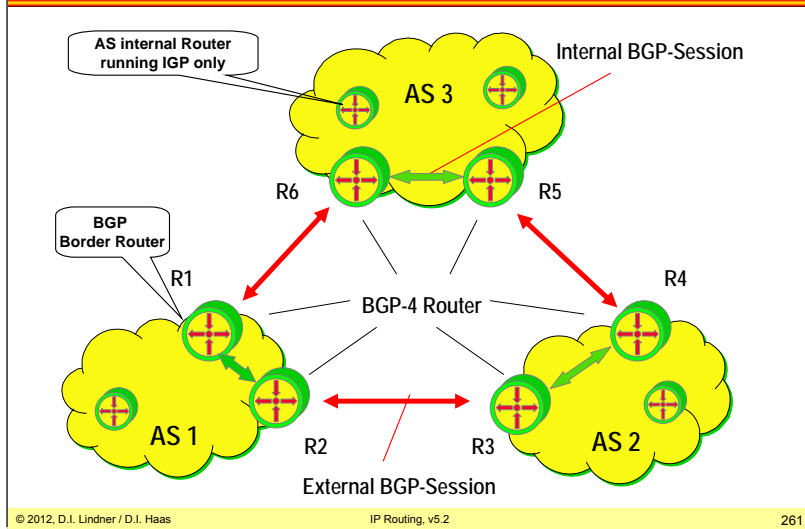 AS internal Router
running IGP only
Internal BGP-Session
AS 3
R6
R5
BGP
Border Router
R1
R4
BGP-4 Router
AS 1
R2
R3
AS 2
External BGP-Session
© 2012, D.I. Lindner / D.I. Haas
IP Routing, v5.2
261